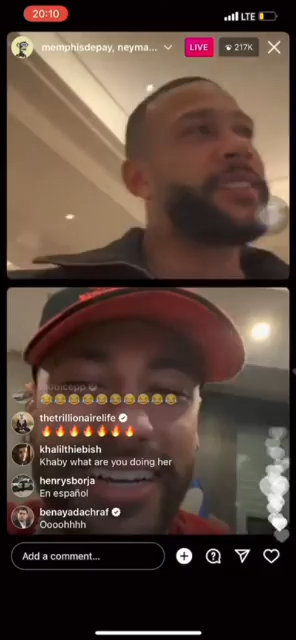 20:10
LTE
memphisdepay, neyma...
LIVE
217K
thetrillionairelife
khalilthiebish
Khaby what are you doing her
henrysborja
En español
benayadachraf
Ooohhhh
Add a comment...